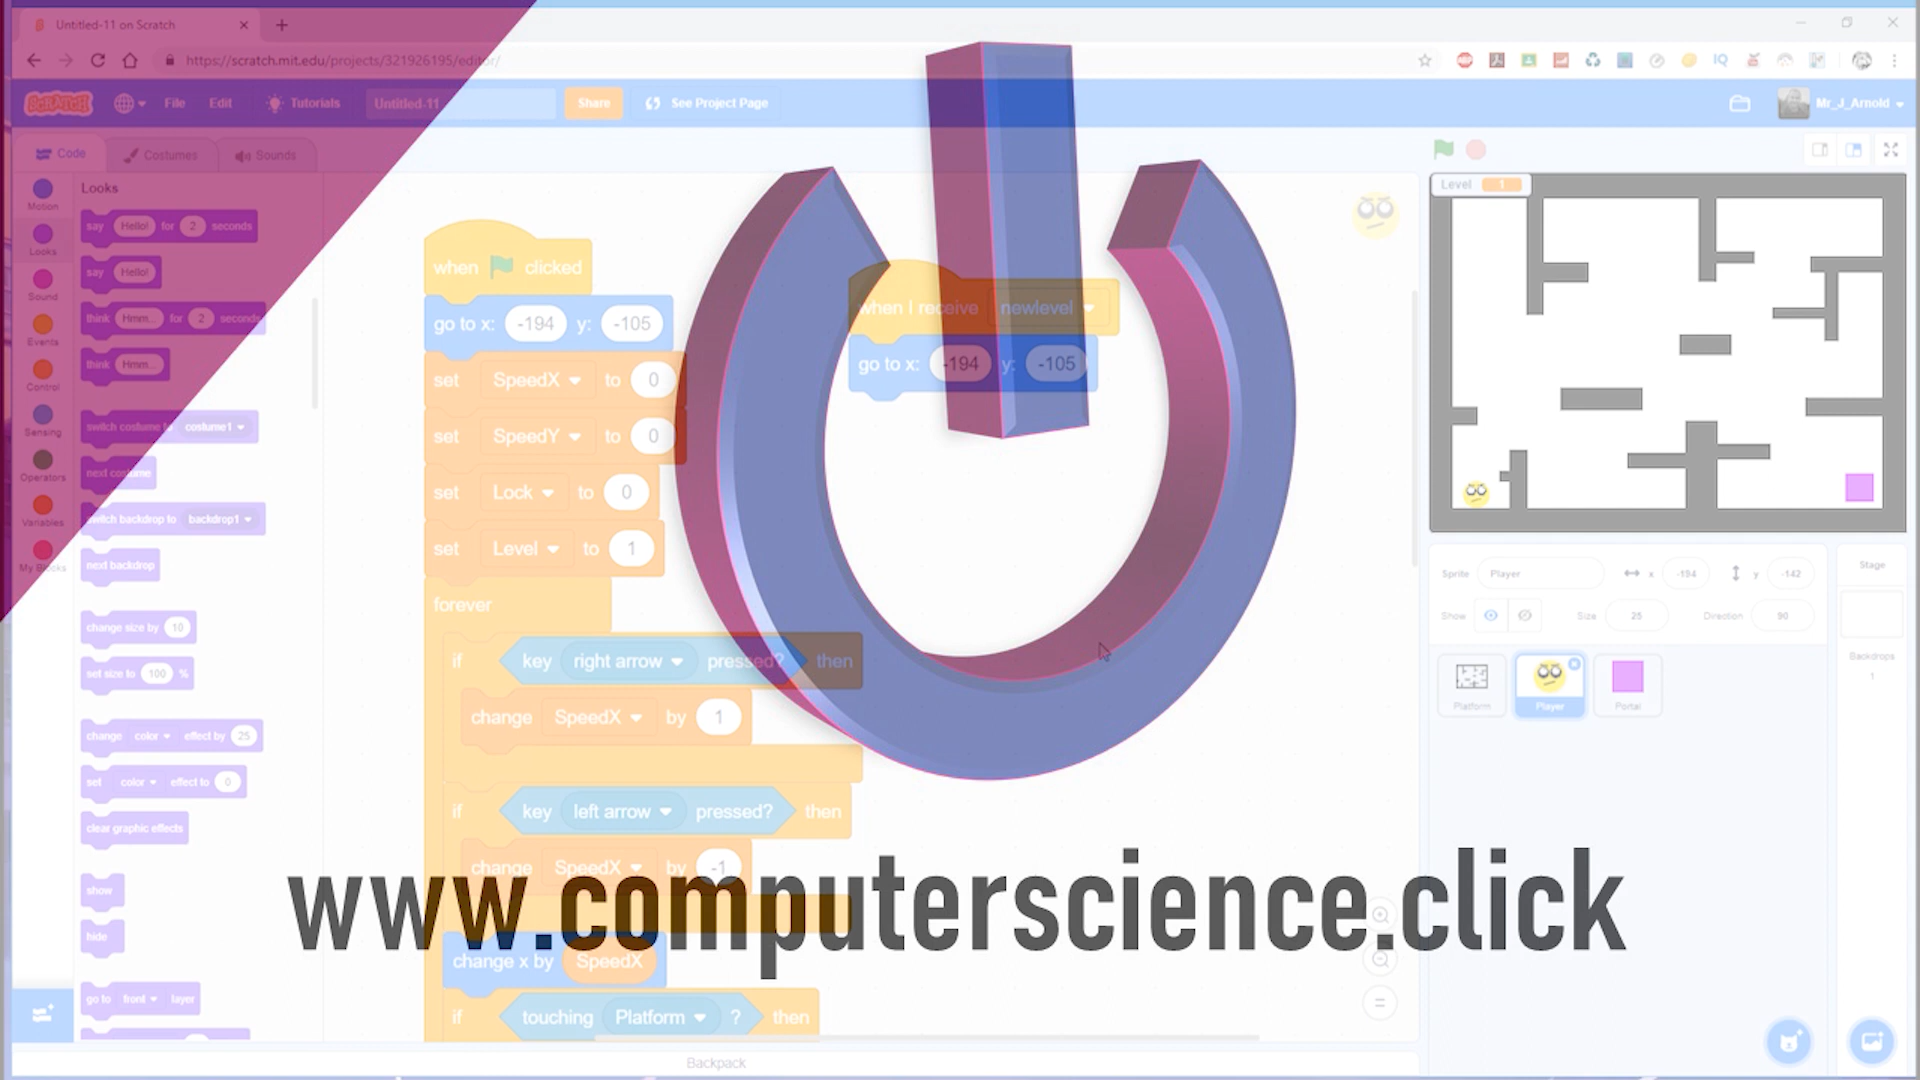 Untitled-11 on Scratch
https://scratch.mit.edu/projects/321926195/editor/
SCRATCH File Edit Tutorials Untitled-11 Share See Project Page Mr_J_Arnold
Code Costumes Sounds
Motion
Looks
Sound
Events
Control
Sensing
Operators
Variables
My Blocks
Looks
say Hello! for 2 seconds
say Hello!
think Hmm... for 2 seconds
think Hmm...
switch costume to costume1
next costume
switch backdrop to backdrop1
next backdrop
change size by 10
set size to 100 %
change color effect by 25
set color effect to 0
clear graphic effects
show
hide
go to front layer
when clicked
go to x: -194 y: -105
set SpeedX to 0
set SpeedY to 0
set Lock to 0
set Level to 1
forever
if key right arrow pressed? then
change SpeedX by 1
if key left arrow pressed? then
change SpeedX by -1
change x by SpeedX
if touching Platform ? then
when I receive newlevel
go to x: -194 y: -105
www.computerscience.click
Backpack
Level 1
Sprite Player x -194 y -142
Show Size 25 Direction 90
Platform Player Portal
Stage
Backdrops
1